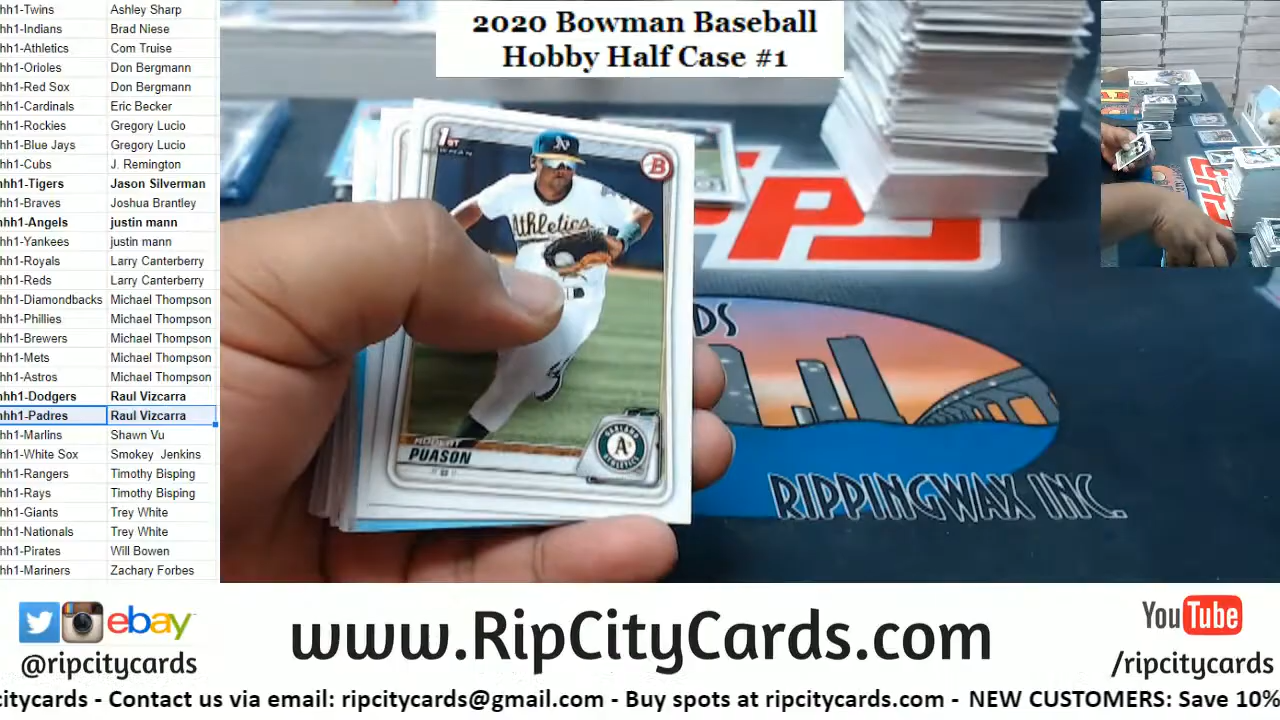 2020 Bowman Baseball
Hobby Half Case #1
hh1-Twins Ashley Sharp
hh1-Indians Brad Niese
hh1-Athletics Com Truise
hh1-Orioles Don Bergmann
hh1-Red Sox Don Bergmann
hh1-Cardinals Eric Becker
hh1-Rockies Gregory Lucio
hh1-Blue Jays Gregory Lucio
hh1-Cubs J. Remington
hh1-Tigers Jason Silverman
hh1-Braves Joshua Brantley
hh1-Angels justin mann
hh1-Yankees justin mann
hh1-Royals Larry Canterberry
hh1-Reds Larry Canterberry
hh1-Diamondbacks Michael Thompson
hh1-Phillies Michael Thompson
hh1-Brewers Michael Thompson
hh1-Mets Michael Thompson
hh1-Astros Michael Thompson
hh1-Dodgers Raul Vizcarra
hh1-Padres Raul Vizcarra
hh1-Marlins Shawn Vu
hh1-White Sox Smokey Jenkins
hh1-Rangers Timothy Bisping
hh1-Rays Timothy Bisping
hh1-Giants Trey White
hh1-Nationals Trey White
hh1-Pirates Will Bowen
hh1-Mariners Zachary Forbes
1ST
B
Athletics
ROBERT
PUASON
OAKLAND
A's
ATHLETICS
DS
RIPPINGWAX INC.
ebay
@ripcitycards
www.RipCityCards.com
YouTube
/ripcitycards
citycards - Contact us via email: ripcitycards@gmail.com - Buy spots at ripcitycards.com - NEW CUSTOMERS: Save 10%